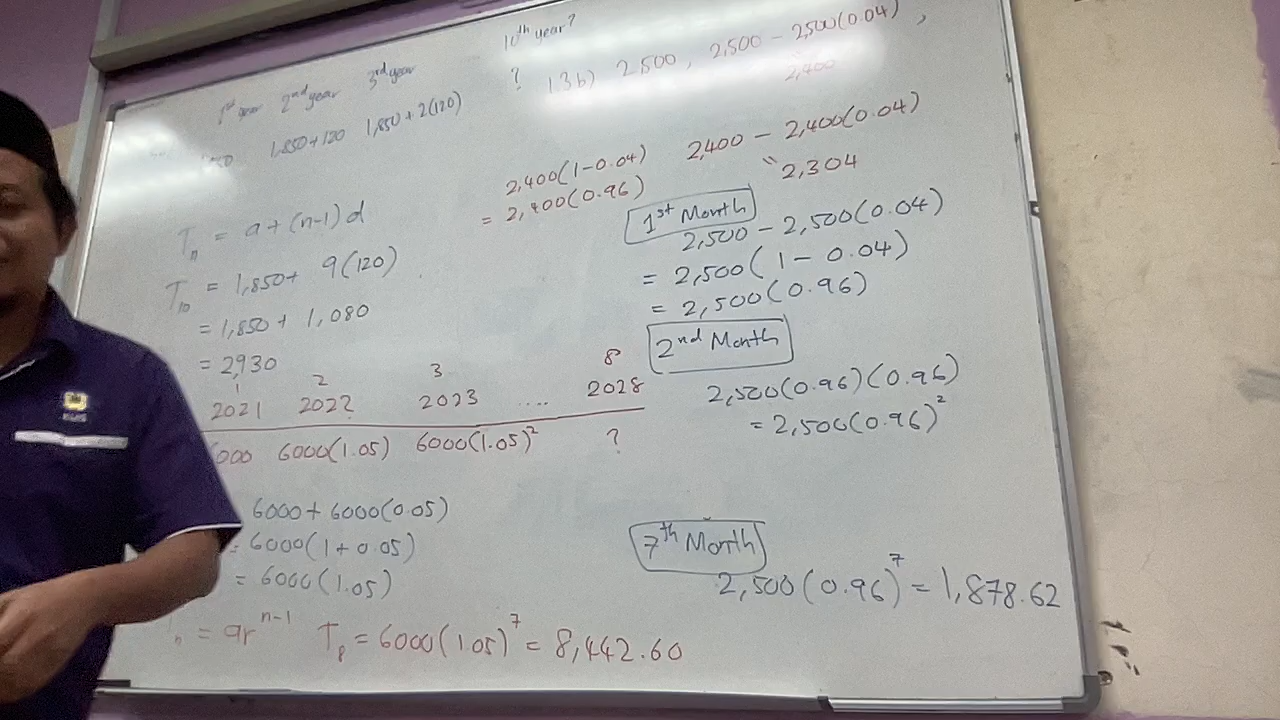 1st year 2nd year 3rd year
10th year?
1,850+120 1,850+2(120)
?
Tn = a+(n-1)d
T10 = 1,850+ 9(120)
= 1,850+ 1,080
= 2930
1 2 3 8
2021 2022 2023 .... 2028
6000(1.05) 6000(1.05)² ?
6000+6000(0.05)
= 6000(1+0.05)
= 6000(1.05)
= ar^n-1 T8 = 6000(1.05)^7 = 8,442.60
13b) 2,500, 2,500 - 2,500(0.04),
2,400
2,400 - 2,400(0.04)
2,304
2,400(1-0.04)
= 2,400(0.96)
1st Month
2,500 - 2,500(0.04)
= 2,500(1-0.04)
= 2,500(0.96)
2nd Month
2,500(0.96)(0.96)
= 2,500(0.96)²
7th Month
2,500(0.96)^7 = 1,878.62